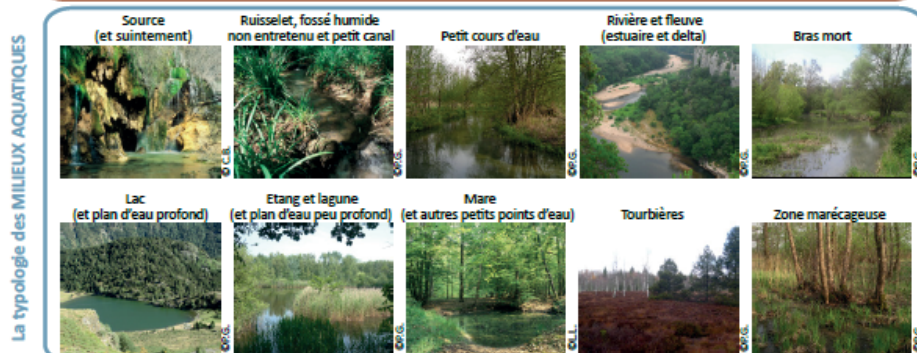 La typologie des MILIEUX AQUATIQUES
Source
(et suintement)
Ruisselet, fossé humide
non entretenu et petit canal
Petit cours d'eau
Rivière et fleuve
(estuaire et delta)
Bras mort
© C.B.
©P.G.
©P.G.
©P.G.
©P.G.
Lac
(et plan d'eau profond)
Etang et lagune
(et plan d'eau peu profond)
Mare
(et autres petits points d'eau)
Tourbières
Zone marécageuse
©P.G.
©P.G.
©L.L.
©P.G.